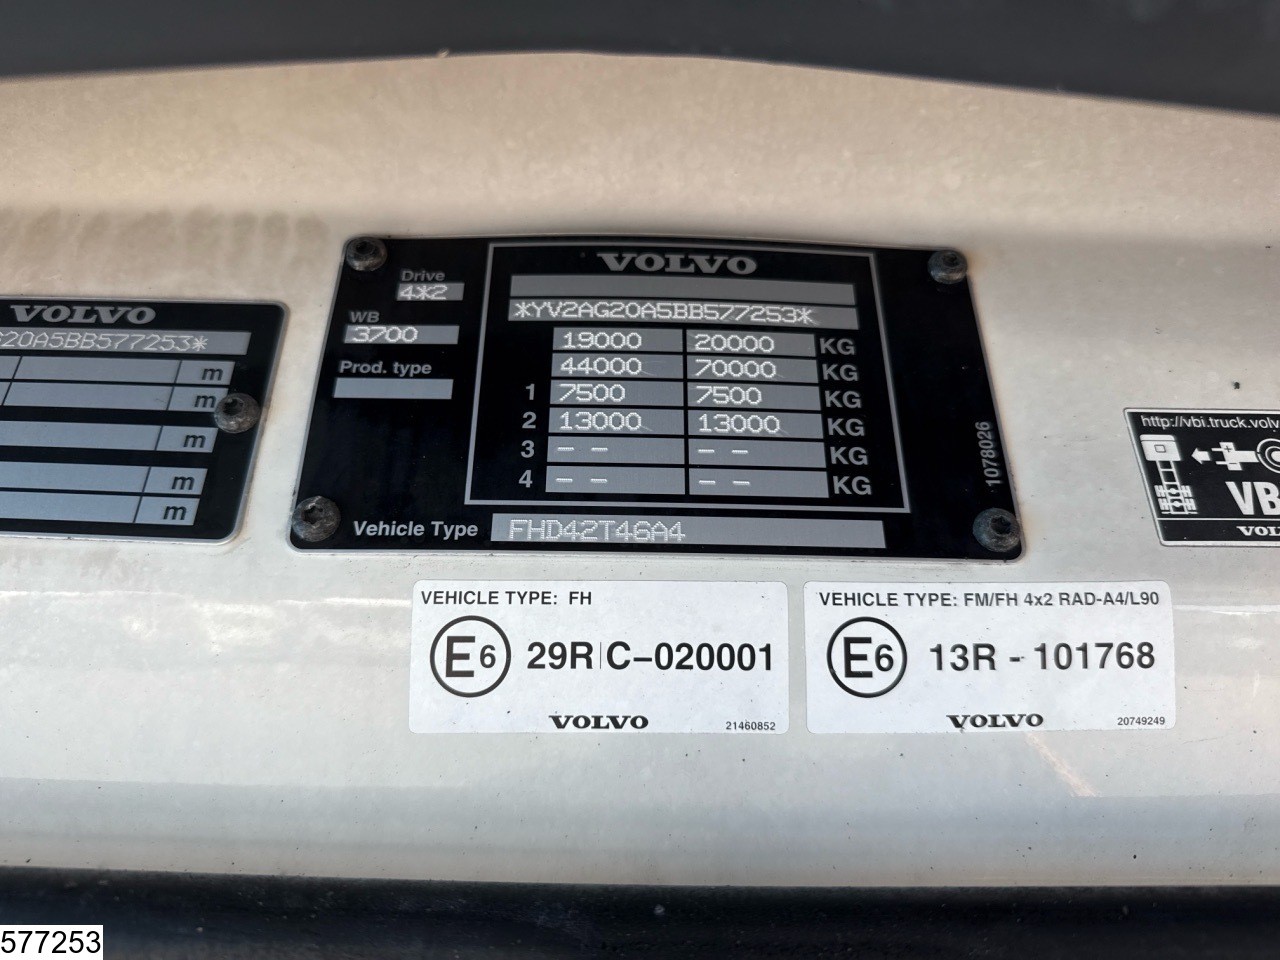 VOLVO
G20A5BB577253*
m
m
m
m
m
Drive
4*2
WB
3700
Prod. type
VOLVO
*YV2AG20A5BB577253*
19000 20000 KG
44000 70000 KG
1 7500 7500 KG
2 13000 13000 KG
3 -- -- KG
4 -- -- KG
Vehicle Type FHD42T46A4
1078026
http://vbi.truck.volv
VB
VOL
VEHICLE TYPE: FH
E6 29R | C-020001
VOLVO 21460852
VEHICLE TYPE: FM/FH 4x2 RAD-A4/L90
E6 13R - 101768
VOLVO 20749249
577253